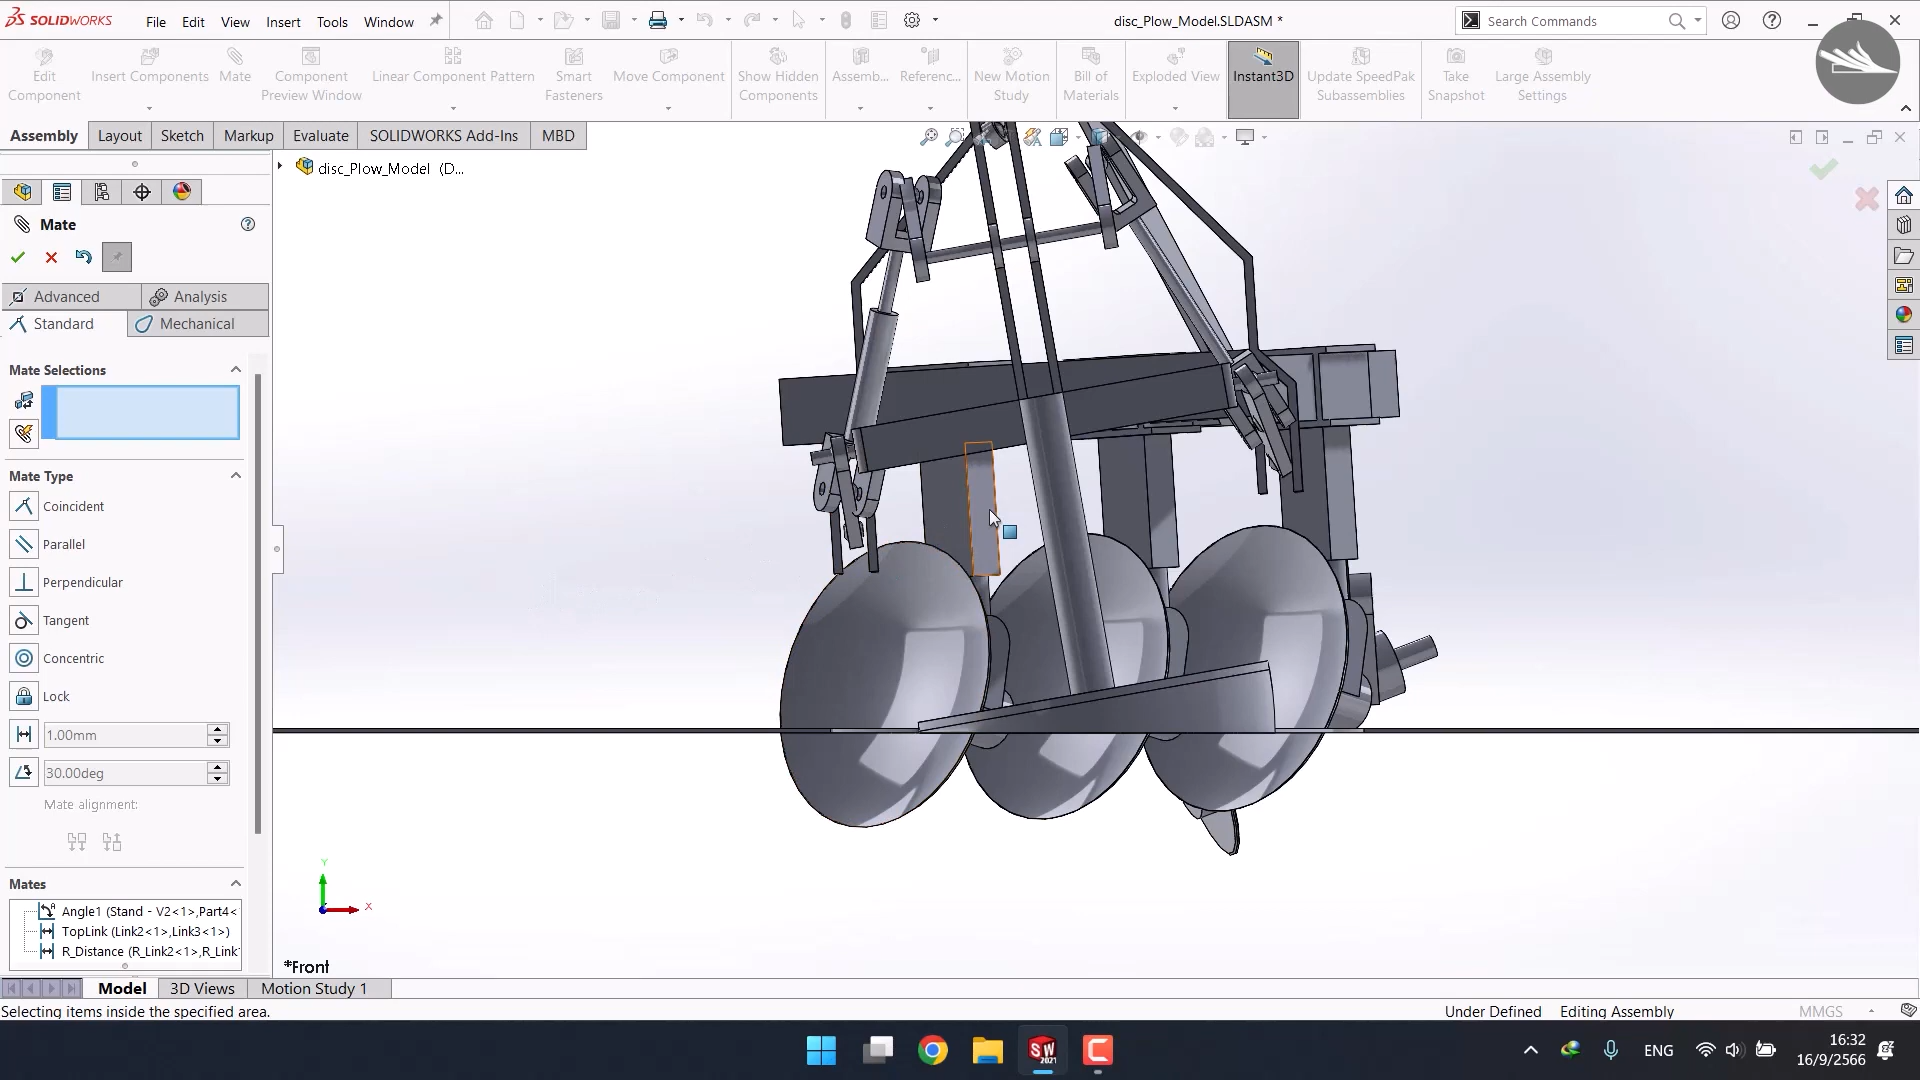 SOLIDWORKS File Edit View Insert Tools Window disc_Plow_Model.SLDASM * Search Commands
Edit Component
Insert Components
Mate
Component Preview Window
Linear Component Pattern
Smart Fasteners
Move Component
Show Hidden Components
Assemb...
Referenc...
New Motion Study
Bill of Materials
Exploded View
Instant3D
Update SpeedPak Subassemblies
Take Snapshot
Large Assembly Settings
Assembly Layout Sketch Markup Evaluate SOLIDWORKS Add-Ins MBD
disc_Plow_Model (D...
Mate
Advanced Analysis
Standard Mechanical
Mate Selections
Mate Type
Coincident
Parallel
Perpendicular
Tangent
Concentric
Lock
1.00mm
30.00deg
Mate alignment:
Mates
Angle1 (Stand - V2<1>,Part4<
TopLink (Link2<1>,Link3<1>)
R_Distance (R_Link2<1>,R_Link
Y
X
*Front
Model 3D Views Motion Study 1
Selecting items inside the specified area. Under Defined Editing Assembly MMGS
SW 2021
ENG
16:32
16/9/2566